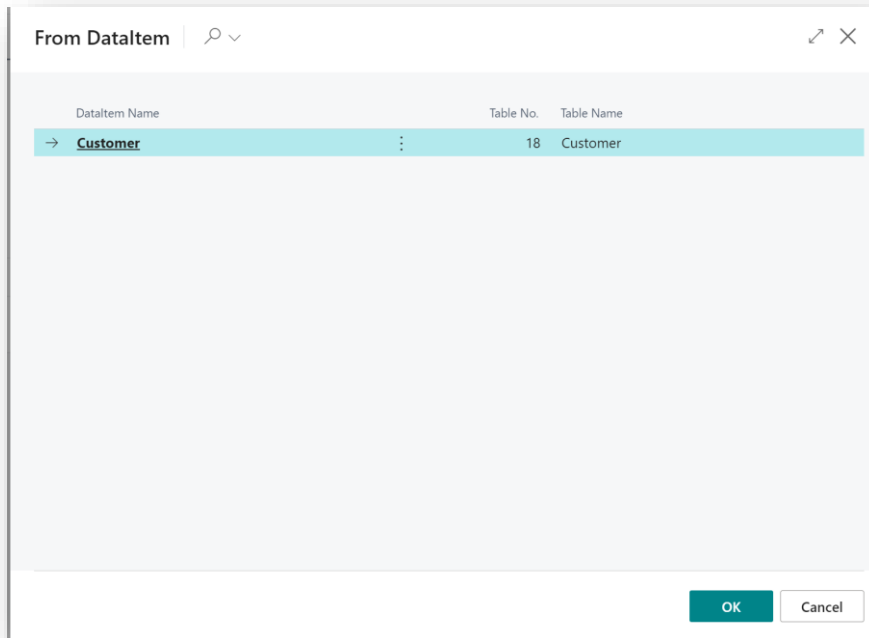 From DataItem
DataItem Name Table No. Table Name
Customer 18 Customer
OK Cancel